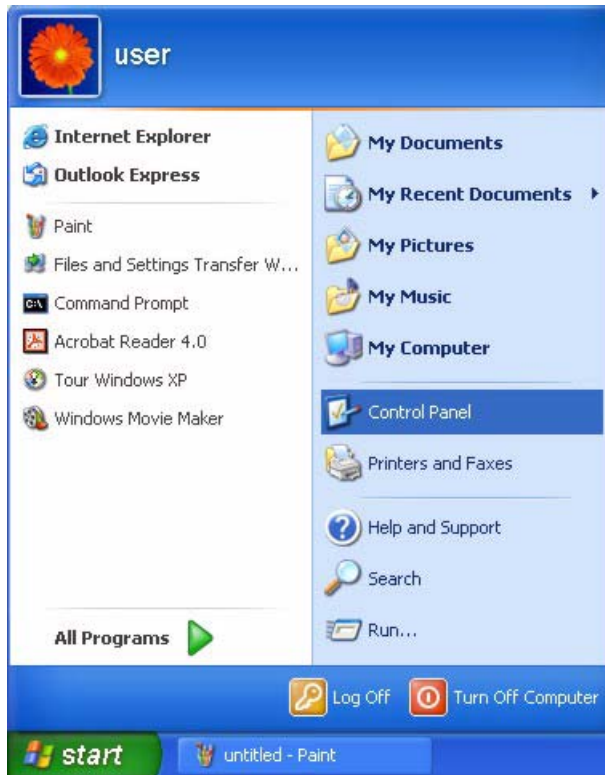 user
Internet Explorer
Outlook Express
Paint
Files and Settings Transfer W...
Command Prompt
Acrobat Reader 4.0
Tour Windows XP
Windows Movie Maker
All Programs
My Documents
My Recent Documents
My Pictures
My Music
My Computer
Control Panel
Printers and Faxes
Help and Support
Search
Run...
Log Off
Turn Off Computer
start
untitled - Paint